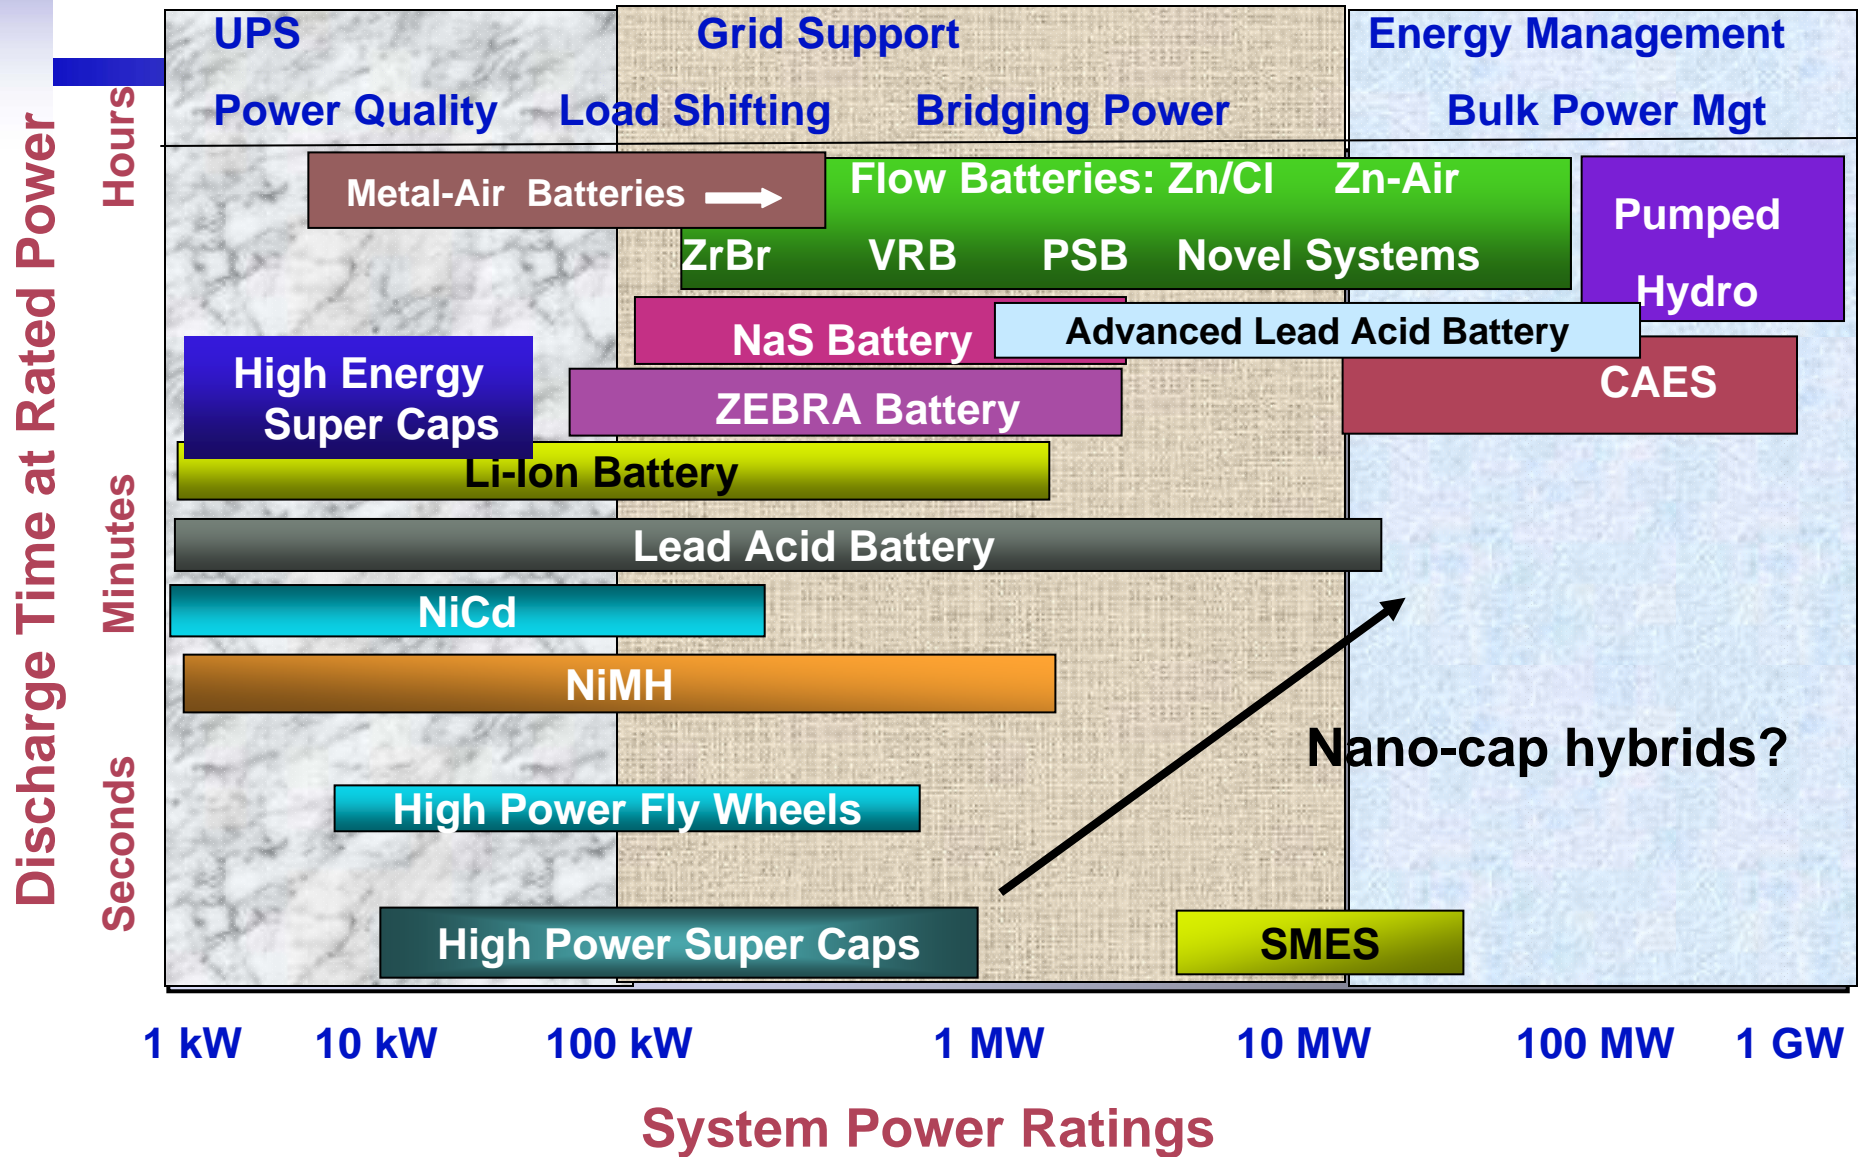 UPS
Grid Support
Energy Management
Power Quality
Load Shifting
Bridging Power
Bulk Power Mgt
Discharge Time at Rated Power
Hours
Minutes
Seconds
Metal-Air Batteries
Flow Batteries: Zn/Cl Zn-Air
ZrBr VRB PSB Novel Systems
Pumped
Hydro
NaS Battery
Advanced Lead Acid Battery
High Energy
Super Caps
ZEBRA Battery
CAES
Li-Ion Battery
Lead Acid Battery
NiCd
NiMH
Nano-cap hybrids?
High Power Fly Wheels
High Power Super Caps
SMES
1 kW
10 kW
100 kW
1 MW
10 MW
100 MW
1 GW
System Power Ratings